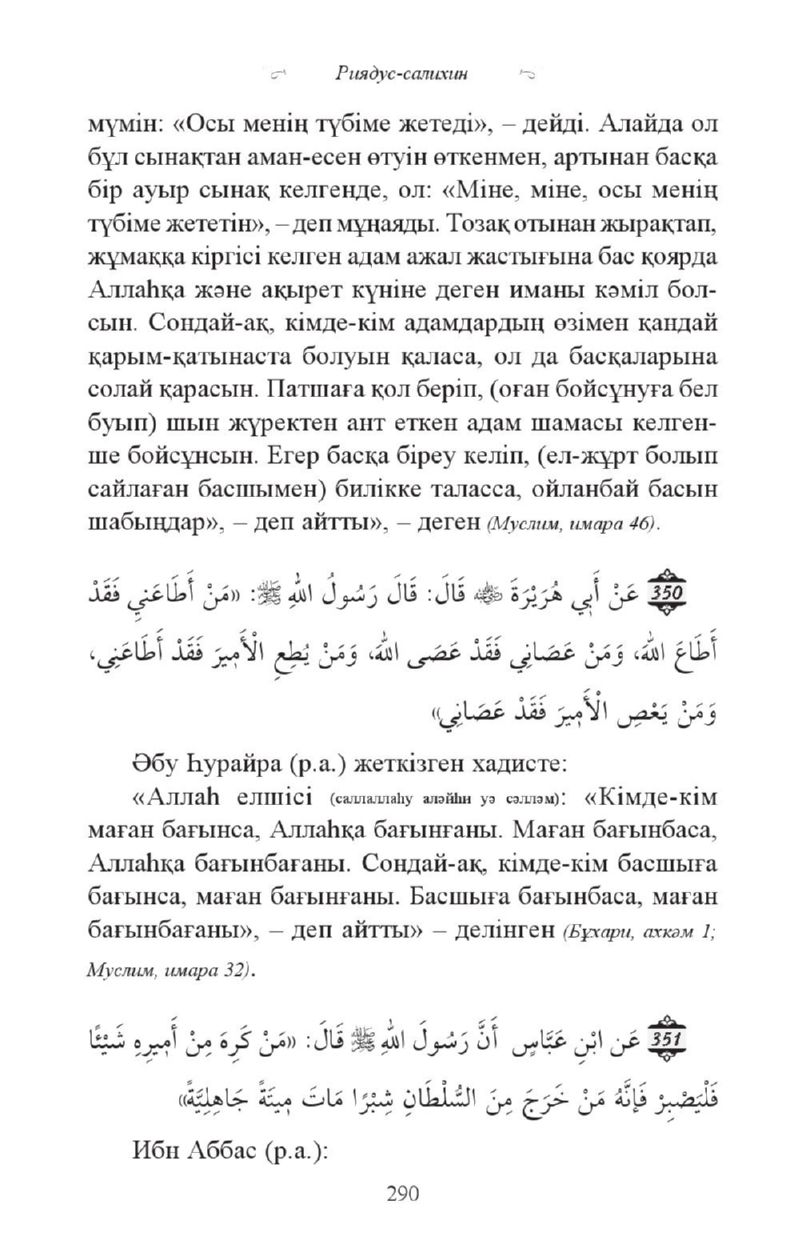 Риядус-салихин
мүмін: «Осы менің түбіме жетеді», – дейді. Алайда ол
бұл сынақтан аман-есен өтуін өткенмен, артынан басқа
бір ауыр сынақ келгенде, ол: «Міне, міне, осы менің
түбіме жететін», – деп мұңаяды. Тозақ отынан жырақтап,
жұмаққа кіргісі келген адам ажал жастығына бас қоярда
Аллаһқа және ақырет күніне деген иманы кәміл бол-
сын. Сондай-ақ, кімде-кім адамдардың өзімен қандай
қарым-қатынаста болуын қаласа, ол да басқаларына
солай қарасын. Патшаға қол беріп, (оған бойсұнуға бел
буып) шын жүректен ант еткен адам шамасы келген-
ше бойсұнсын. Егер басқа біреу келіп, (ел-жұрт болып
сайлаған басшымен) билікке таласса, ойланбай басын
шабыңдар», – деп айтты», – деген (Муслим, имара 46).
350 عَنْ أَبِي هُرَيْرَةَ ﷺ قَالَ: قَالَ رَسُولُ اللهِ ﷺ: «مَنْ أَطَاعَنِي فَقَدْ
أَطَاعَ اللهَ، وَمَنْ عَصَانِي فَقَدْ عَصَى اللهَ، وَمَنْ يُطِعِ الْأَمِيرَ فَقَدْ أَطَاعَنِي،
وَمَنْ يَعْصِ الْأَمِيرَ فَقَدْ عَصَانِي»
Әбу Һурайра (р.а.) жеткізген хадисте:
«Аллаһ елшісі (саллаллаһу аләйһи уә сәлләм): «Кімде-кім
маған бағынса, Аллаһқа бағынғаны. Маған бағынбаса,
Аллаһқа бағынбағаны. Сондай-ақ, кімде-кім басшыға
бағынса, маған бағынғаны. Басшыға бағынбаса, маған
бағынбағаны», – деп айтты» – делінген (Бұхари, ахкәм 1;
Муслим, имара 32).
351 عَن ابْنِ عَبَّاسٍ أَنَّ رَسُولَ اللهِ ﷺ قَالَ: «مَنْ كَرِهَ مِنْ أَمِيرِهِ شَيْئًا
فَلْيَصْبِرْ فَإِنَّهُ مَنْ خَرَجَ مِنَ السُّلْطَانِ شِبْرًا مَاتَ مِيتَةً جَاهِلِيَّةً»
Ибн Аббас (р.а.):
290